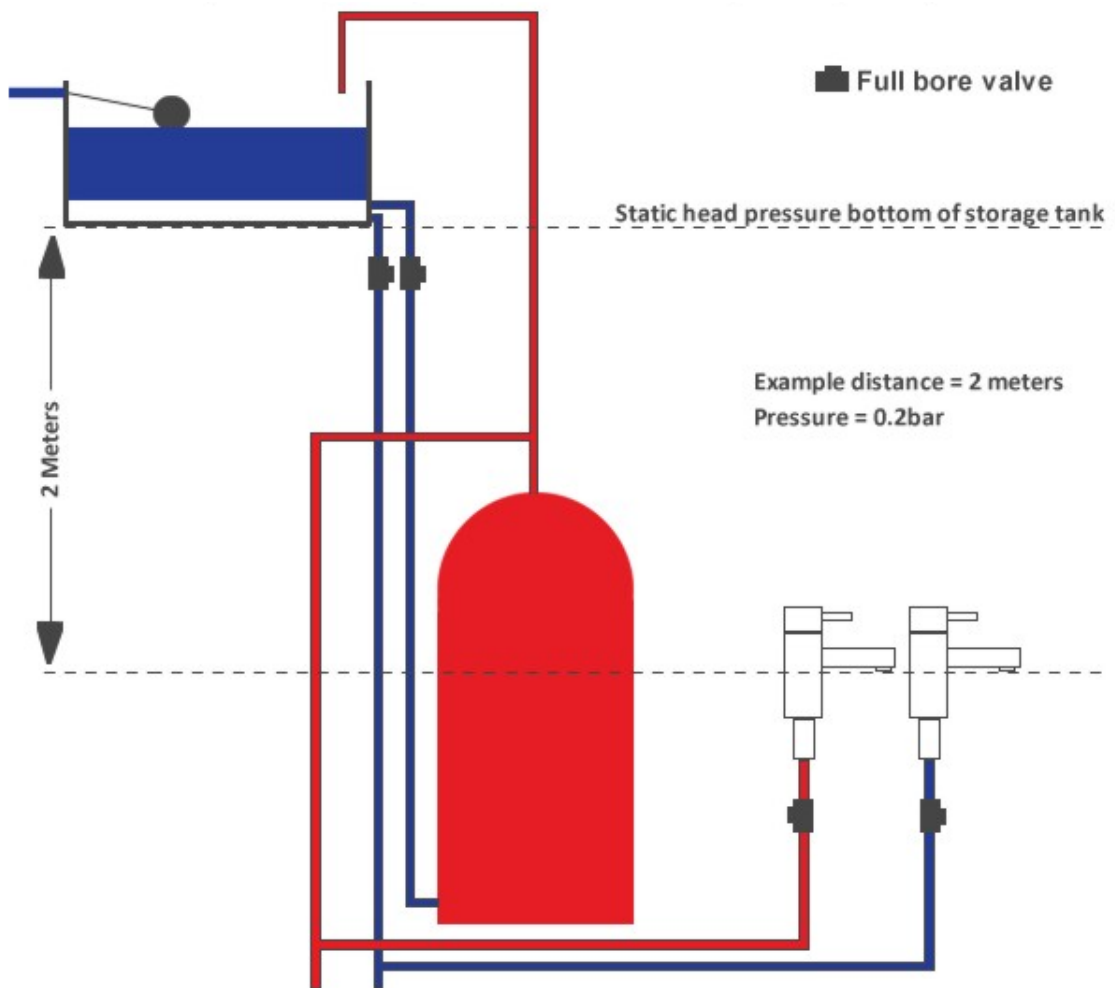 Full bore valve
Static head pressure bottom of storage tank
Example distance = 2 meters
Pressure = 0.2bar
2 Meters